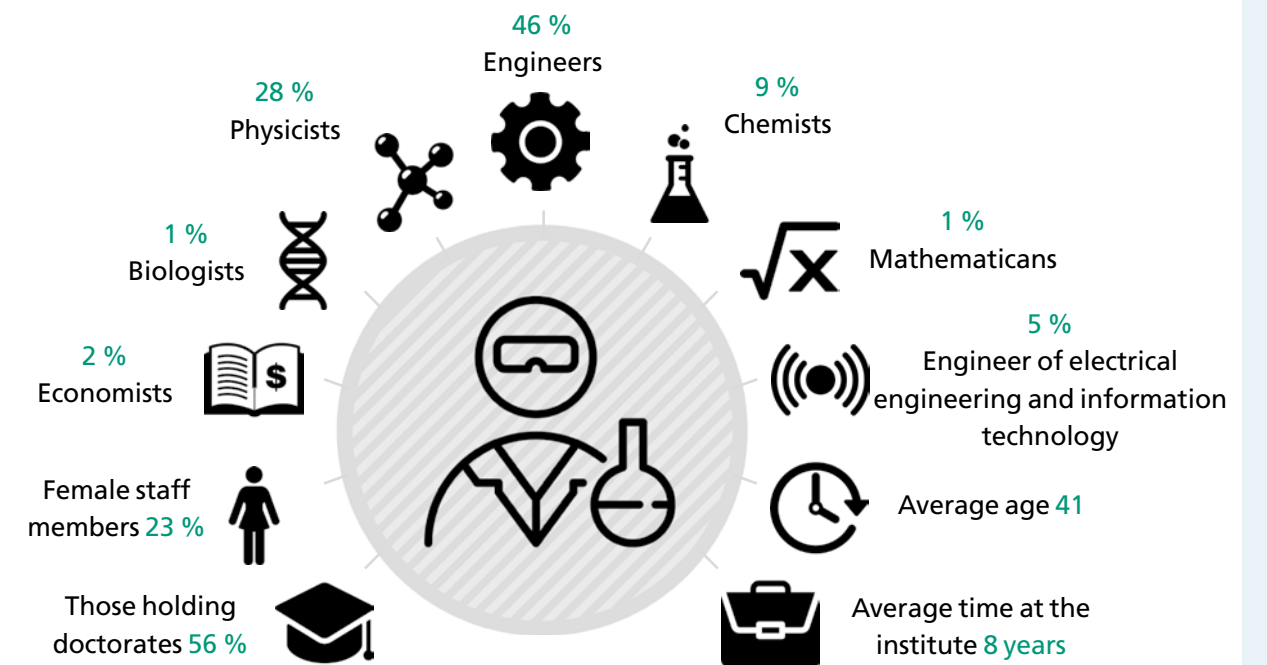 46 %
Engineers
28 %
Physicists
9 %
Chemists
1 %
Biologists
1 %
Mathematicans
2 %
Economists
$
x
5 %
Engineer of electrical
engineering and information
technology
Female staff
members 23 %
Average age 41
Those holding
doctorates 56 %
Average time at the
institute 8 years